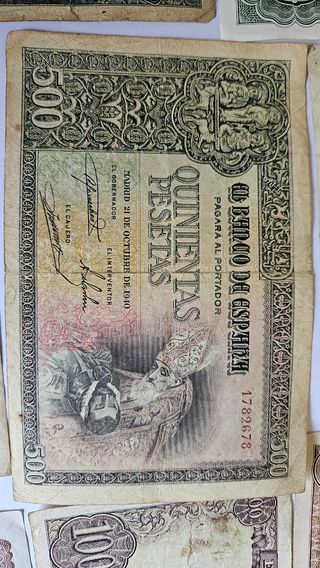 500
EL BANCO DE ESPAÑA
PAGARÁ AL PORTADOR
QUINIENTAS
PESETAS
MADRID 21 DE OCTUBRE DE 1940
EL GOBERNADOR
EL INTERVENTOR
EL CAJERO
1782678
500
500
100